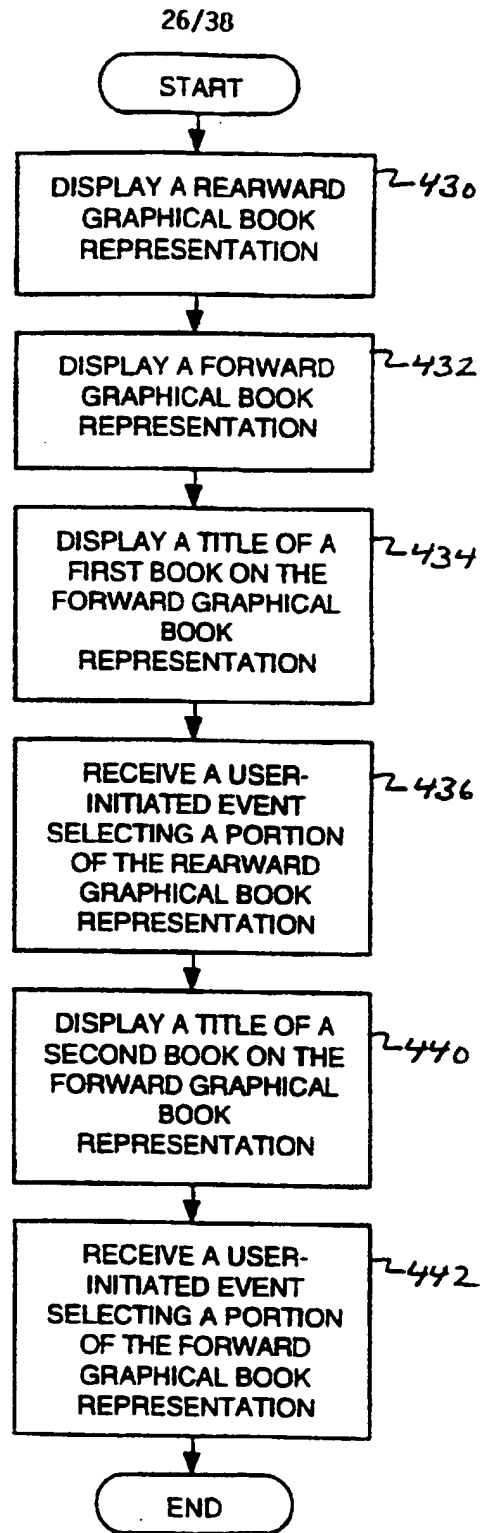 26/38
START
DISPLAY A REARWARD
GRAPHICAL BOOK
REPRESENTATION
430
DISPLAY A FORWARD
GRAPHICAL BOOK
REPRESENTATION
432
DISPLAY A TITLE OF A
FIRST BOOK ON THE
FORWARD GRAPHICAL
BOOK
REPRESENTATION
434
RECEIVE A USER-
INITIATED EVENT
SELECTING A PORTION
OF THE REARWARD
GRAPHICAL BOOK
REPRESENTATION
436
DISPLAY A TITLE OF A
SECOND BOOK ON THE
FORWARD GRAPHICAL
BOOK
REPRESENTATION
440
RECEIVE A USER-
INITIATED EVENT
SELECTING A PORTION
OF THE FORWARD
GRAPHICAL BOOK
REPRESENTATION
442
END